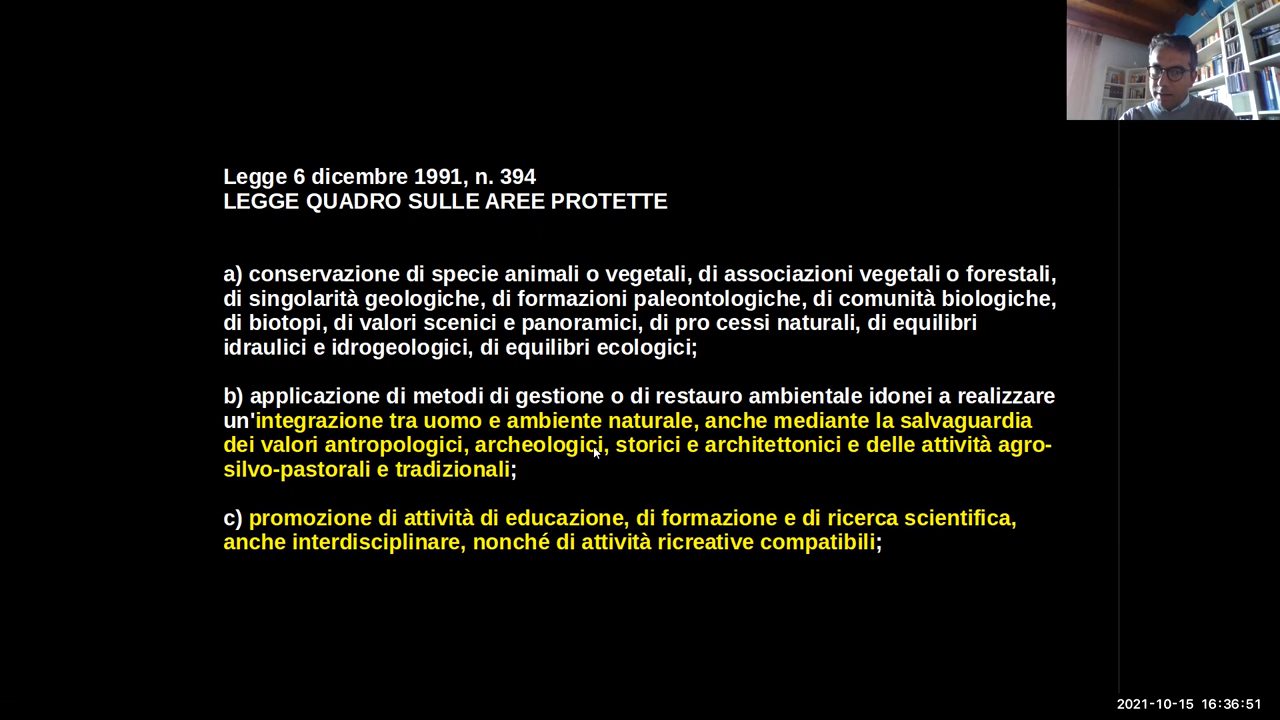 Legge 6 dicembre 1991, n. 394
LEGGE QUADRO SULLE AREE PROTETTE
a) conservazione di specie animali o vegetali, di associazioni vegetali o forestali,
di singolarità geologiche, di formazioni paleontologiche, di comunità biologiche,
di biotopi, di valori scenici e panoramici, di pro cessi naturali, di equilibri
idraulici e idrogeologici, di equilibri ecologici;
b) applicazione di metodi di gestione o di restauro ambientale idonei a realizzare
un'integrazione tra uomo e ambiente naturale, anche mediante la salvaguardia
dei valori antropologici, archeologici, storici e architettonici e delle attività agro-
silvo-pastorali e tradizionali;
c) promozione di attività di educazione, di formazione e di ricerca scientifica,
anche interdisciplinare, nonché di attività ricreative compatibili;
2021-10-15 16:36:51